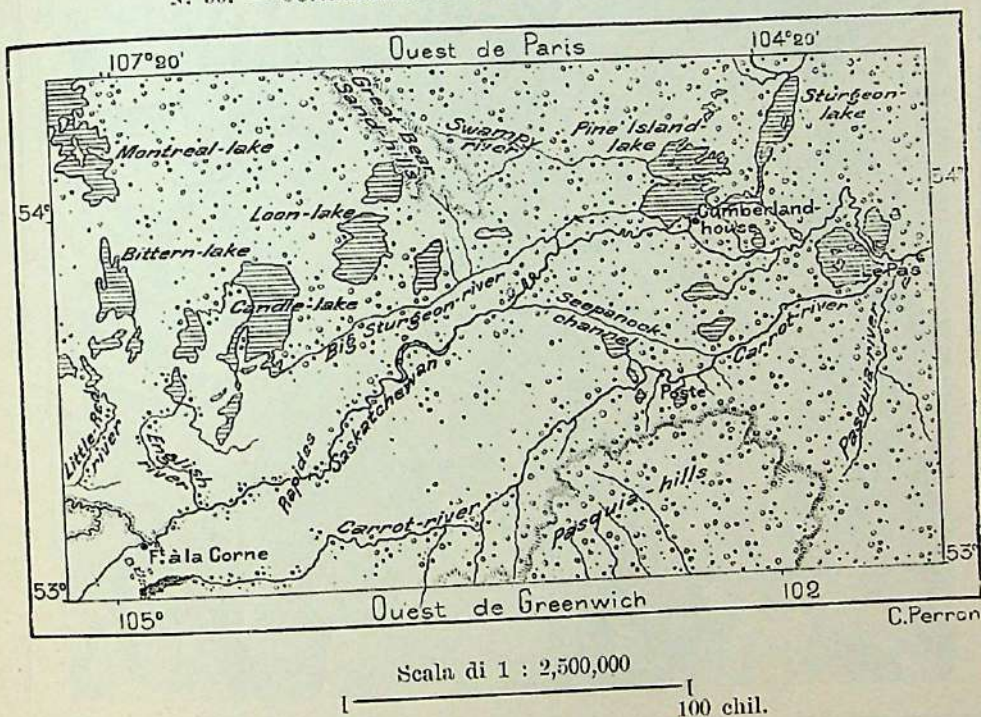 Ouest de Paris
107° 20'
104° 20'
Great Bear
Sand-hills
Swampy
river
Pine Island-
lake
Sturgeon-
lake
Montreal-lake
54°
54°
Loon-lake
Cumberland-
house
Bittern-lake
Le Pas
Candle-lake
Big Sturgeon-river
Seepanock
channel
Carrot-river
Pasquia-river
Poste
Little-Red
river
English
river
Rapides
Saskatchewan
Carrot-river
Pasquia-hills
F. à la Corne
53°
53°
105°
Ouest de Greenwich
102
C.Perron
Scala di 1 : 2,500,000
100 chil.